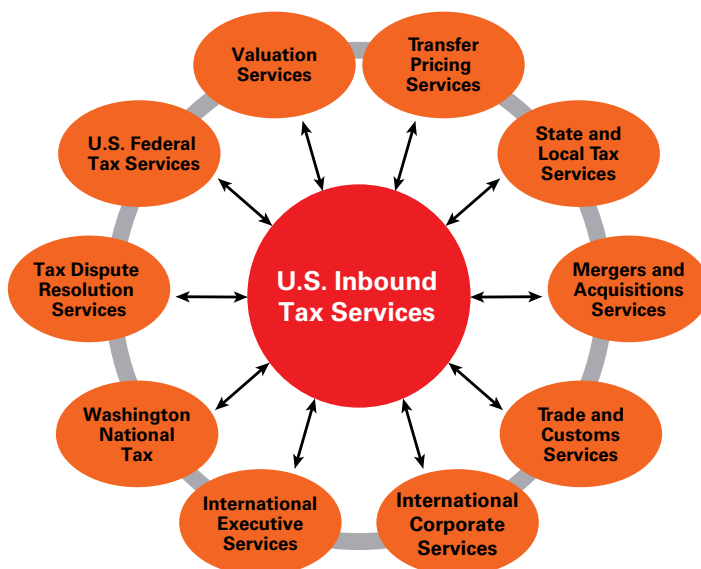 Valuation
Services
Transfer
Pricing
Services
State and
Local Tax
Services
Mergers and
Acquisitions
Services
Trade and
Customs
Services
International
Corporate
Services
International
Executive
Services
Washington
National
Tax
Tax Dispute
Resolution
Services
U.S. Federal
Tax Services
U.S. Inbound
Tax Services